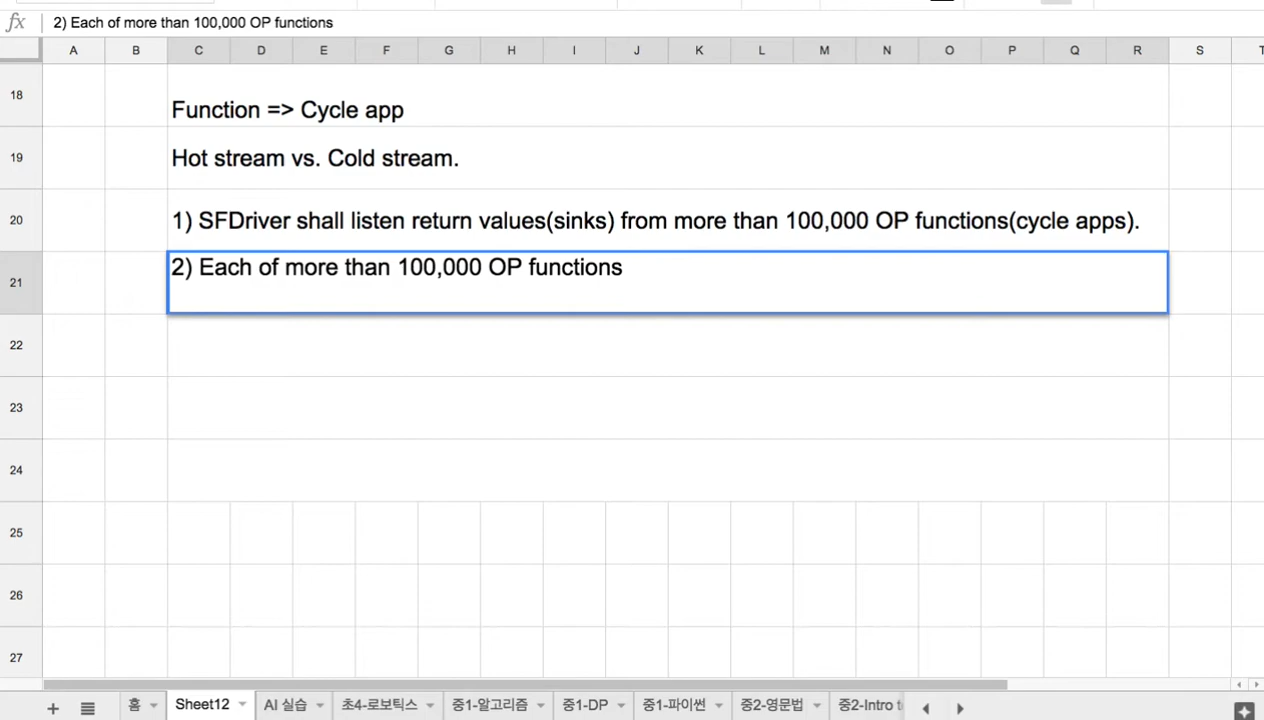 fx 2) Each of more than 100,000 OP functions
A B C D E F G H I J K L M N O P Q R S T
18 Function => Cycle app
19 Hot stream vs. Cold stream.
20 1) SFDriver shall listen return values(sinks) from more than 100,000 OP functions(cycle apps).
21 2) Each of more than 100,000 OP functions
22
23
24
25
26
27
홈 Sheet12 AI 실습 초4-로보틱스 중1-알고리즘 중1-DP 중1-파이썬 중2-영문법 중2-Intro